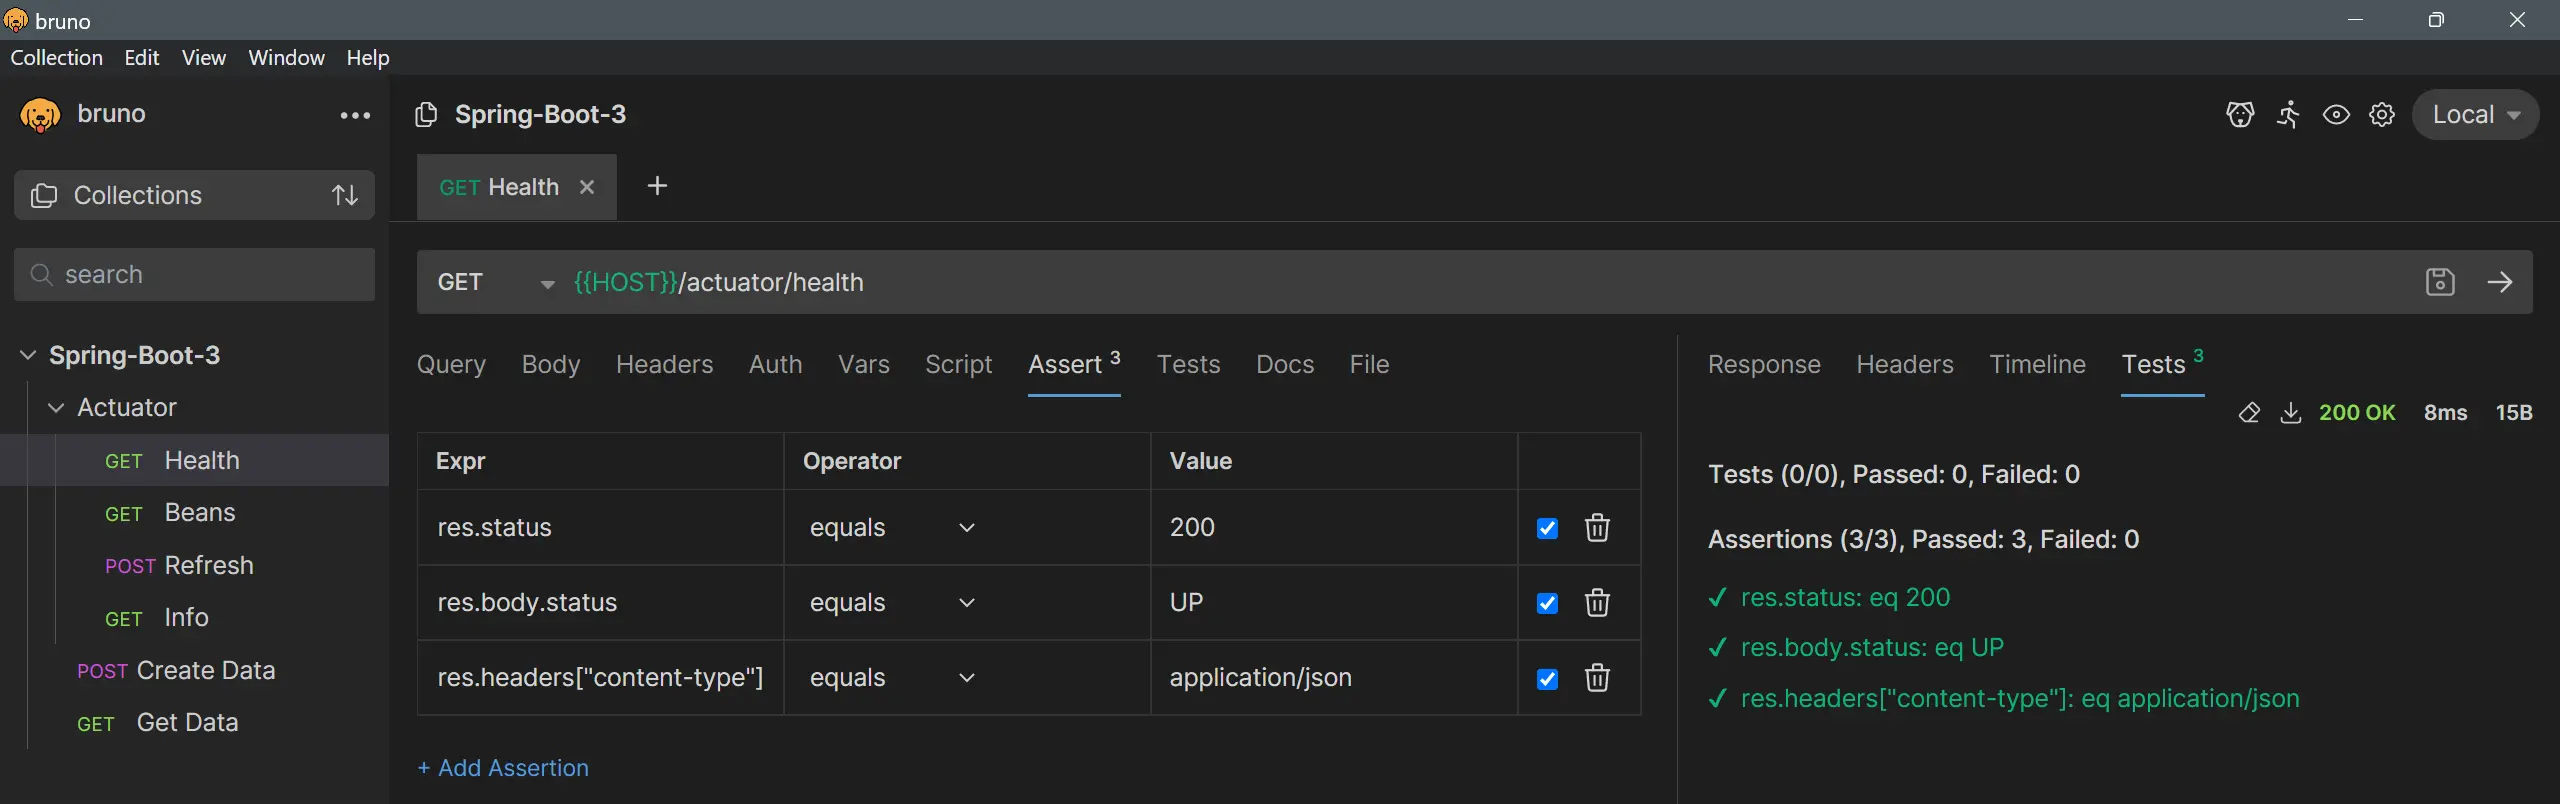 bruno
Collection Edit View Window Help
bruno
Collections
search
Spring-Boot-3
Actuator
GET Health
GET Beans
POST Refresh
GET Info
POST Create Data
GET Get Data
Spring-Boot-3
Local
GET Health
GET {{HOST}}/actuator/health
Query Body Headers Auth Vars Script Assert 3 Tests Docs File
Expr Operator Value
res.status equals 200
res.body.status equals UP
res.headers["content-type"] equals application/json
+ Add Assertion
Response Headers Timeline Tests 3
200 OK 8ms 15B
Tests (0/0), Passed: 0, Failed: 0
Assertions (3/3), Passed: 3, Failed: 0
✓ res.status: eq 200
✓ res.body.status: eq UP
✓ res.headers["content-type"]: eq application/json